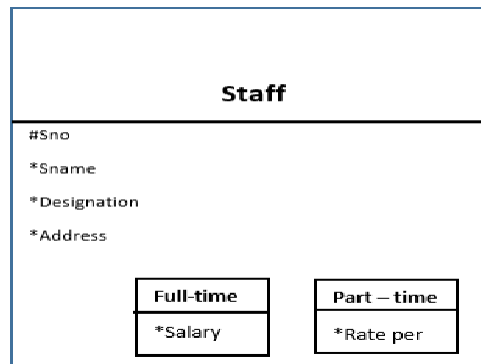 Staff
#Sno
*Sname
*Designation
*Address
Full-time
*Salary
Part – time
*Rate per